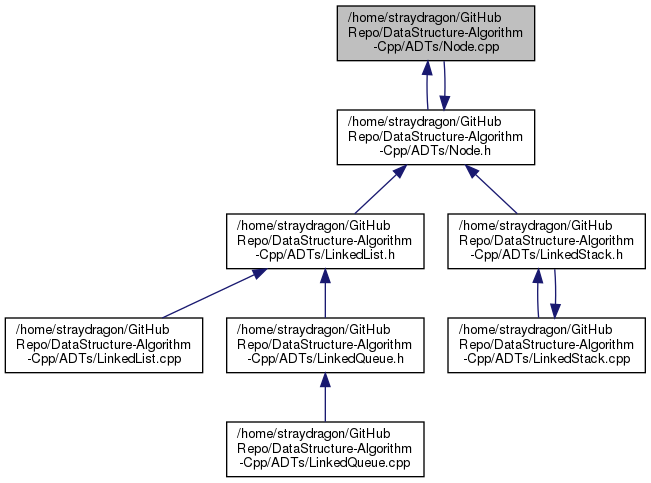 /home/straydragon/GitHub
Repo/DataStructure-Algorithm
-Cpp/ADTs/Node.cpp
/home/straydragon/GitHub
Repo/DataStructure-Algorithm
-Cpp/ADTs/Node.h
/home/straydragon/GitHub
Repo/DataStructure-Algorithm
-Cpp/ADTs/LinkedList.h
/home/straydragon/GitHub
Repo/DataStructure-Algorithm
-Cpp/ADTs/LinkedStack.h
/home/straydragon/GitHub
Repo/DataStructure-Algorithm
-Cpp/ADTs/LinkedList.cpp
/home/straydragon/GitHub
Repo/DataStructure-Algorithm
-Cpp/ADTs/LinkedQueue.h
/home/straydragon/GitHub
Repo/DataStructure-Algorithm
-Cpp/ADTs/LinkedStack.cpp
/home/straydragon/GitHub
Repo/DataStructure-Algorithm
-Cpp/ADTs/LinkedQueue.cpp